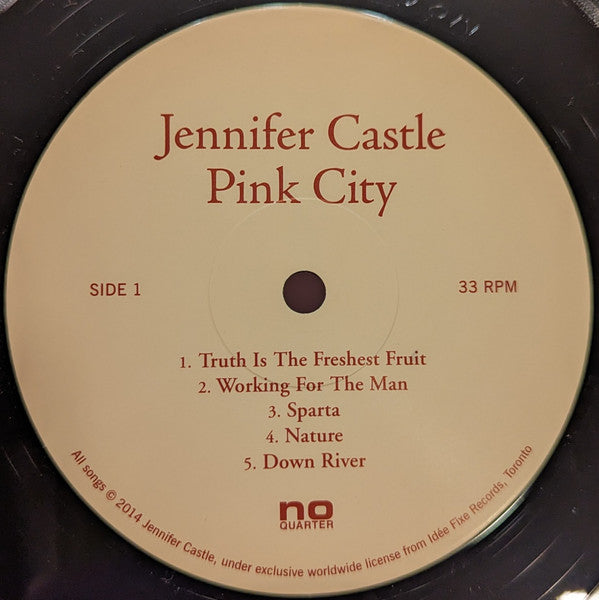 Jennifer Castle
Pink City
SIDE 1
33 RPM
1. Truth Is The Freshest Fruit
2. Working For The Man
3. Sparta
4. Nature
5. Down River
no
QUARTER
All songs © 2014 Jennifer Castle, under exclusive worldwide license from Idée Fixe Records, Toronto